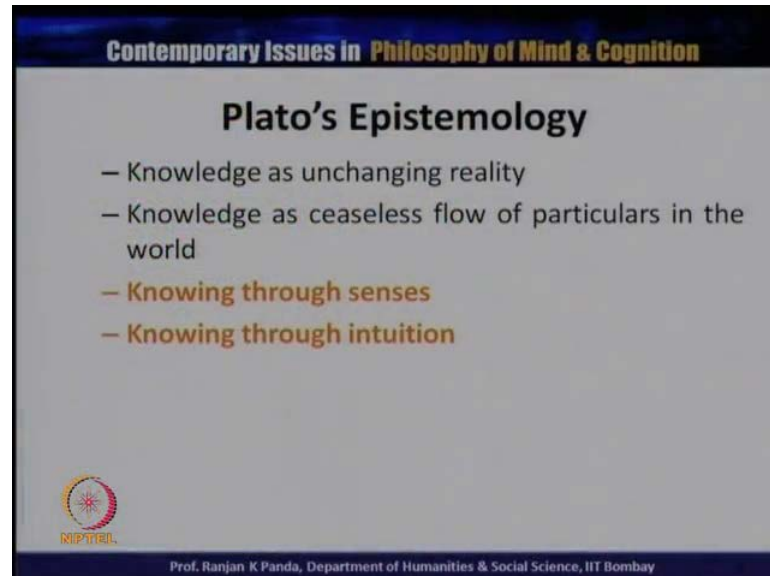 Contemporary Issues in Philosophy of Mind & Cognition
Plato's Epistemology
– Knowledge as unchanging reality
– Knowledge as ceaseless flow of particulars in the
world
– Knowing through senses
– Knowing through intuition
NPTEL
Prof. Ranjan K Panda, Department of Humanities & Social Science, IIT Bombay